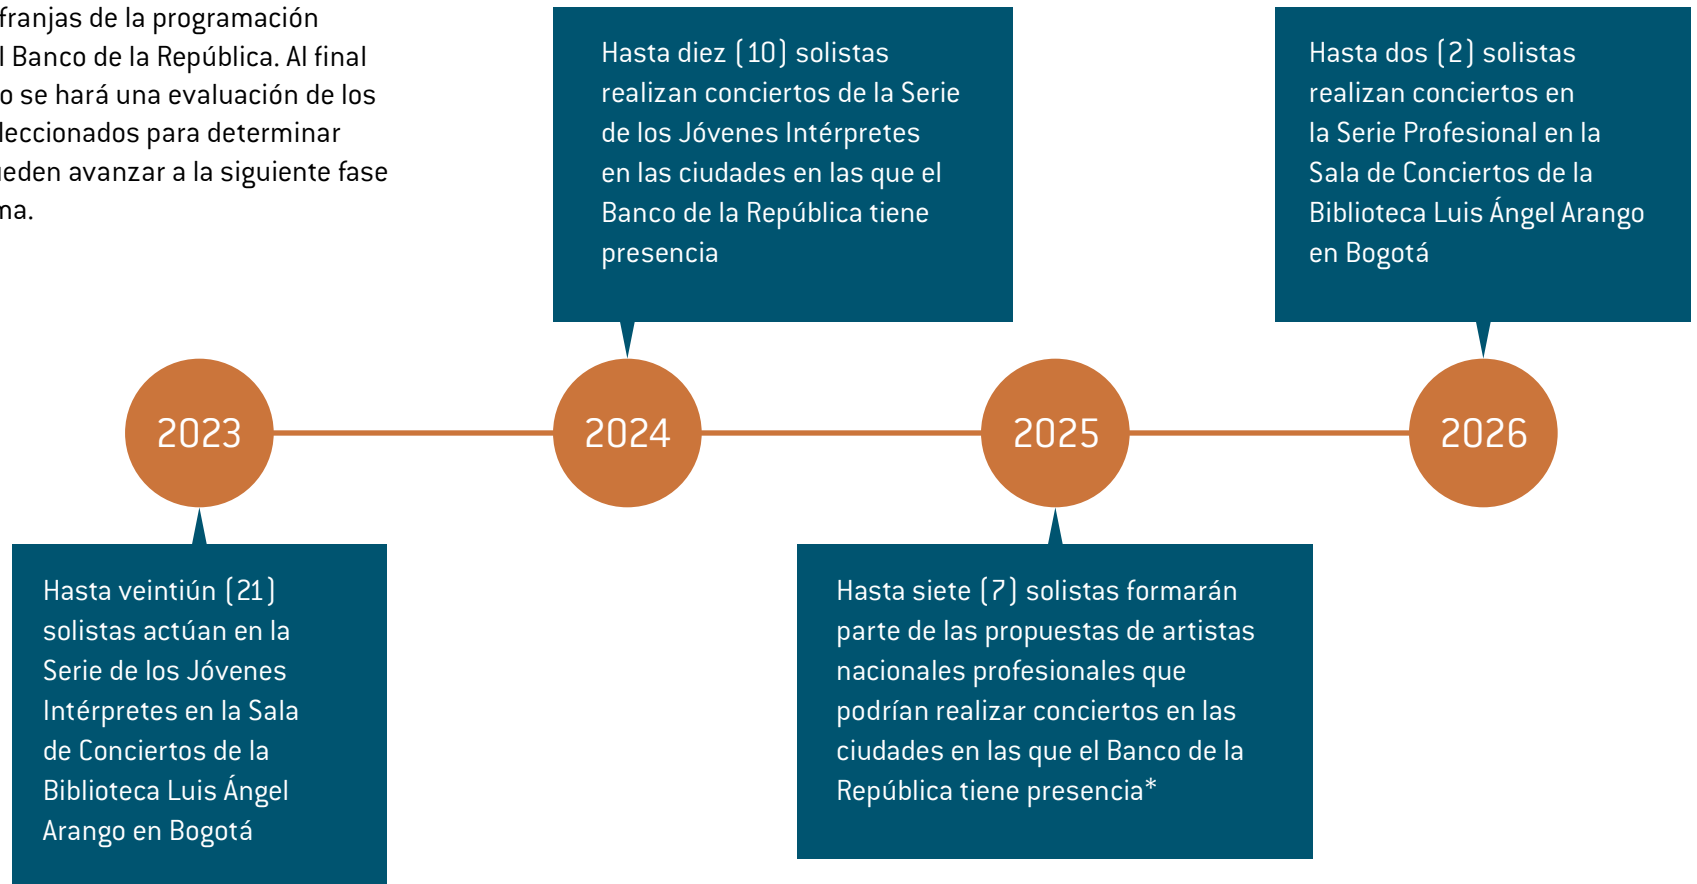 franjas de la programación
l Banco de la República. Al final
o se hará una evaluación de los
leccionados para determinar
ueden avanzar a la siguiente fase
ma.
Hasta diez (10) solistas
realizan conciertos de la Serie
de los Jóvenes Intérpretes
en las ciudades en las que el
Banco de la República tiene
presencia
Hasta dos (2) solistas
realizan conciertos en
la Serie Profesional en la
Sala de Conciertos de la
Biblioteca Luis Ángel Arango
en Bogotá
2023
2024
2025
2026
Hasta veintiún (21)
solistas actúan en la
Serie de los Jóvenes
Intérpretes en la Sala
de Conciertos de la
Biblioteca Luis Ángel
Arango en Bogotá
Hasta siete (7) solistas formarán
parte de las propuestas de artistas
nacionales profesionales que
podrían realizar conciertos en las
ciudades en las que el Banco de la
República tiene presencia*